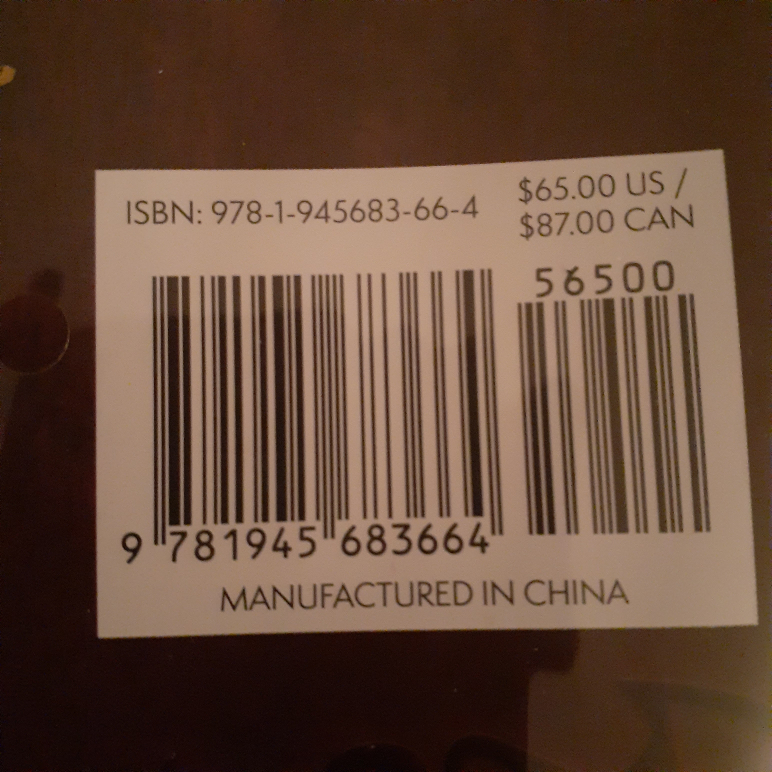 ISBN: 978-1-945683-66-4
$65.00 US /
$87.00 CAN
56500
9 781945 683664
MANUFACTURED IN CHINA